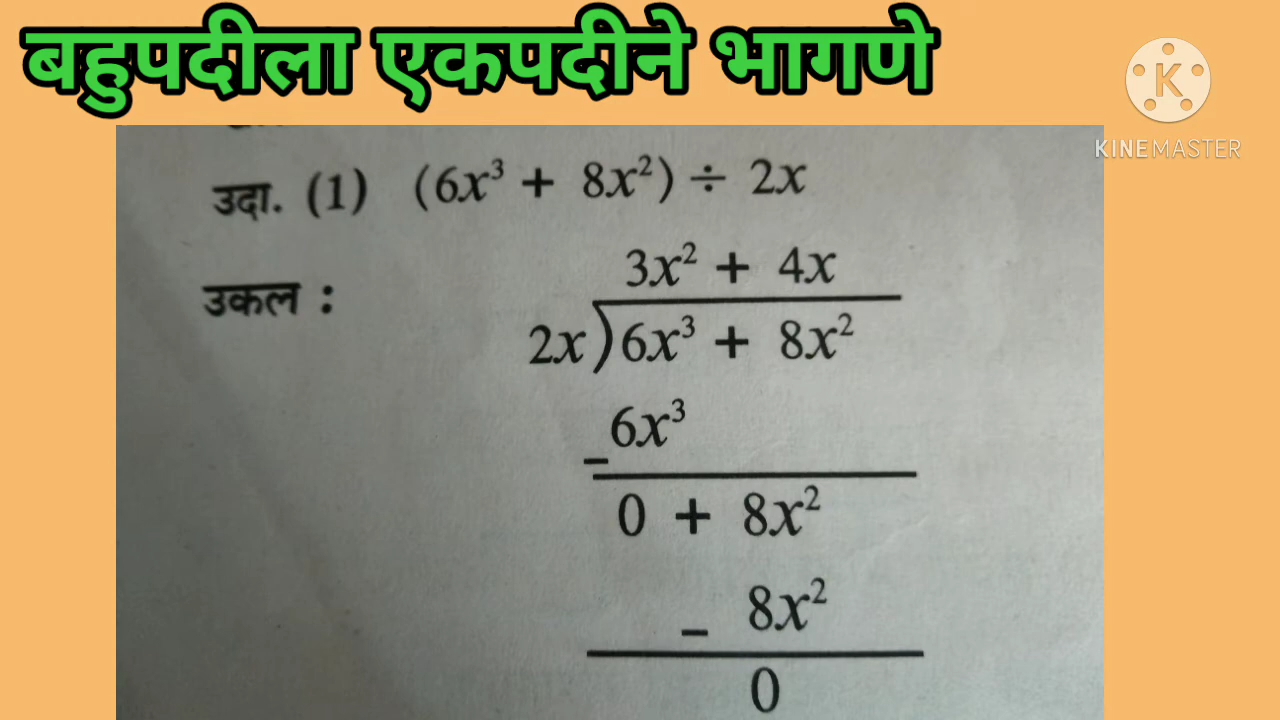 बहुपदीला एकपदीने भागणे
K
KINEMASTER
उदा. (1) (6x³ + 8x²) ÷ 2x
उकल :
3x² + 4x
2x)6x³ + 8x²
6x³
–
0 + 8x²
– 8x²
0